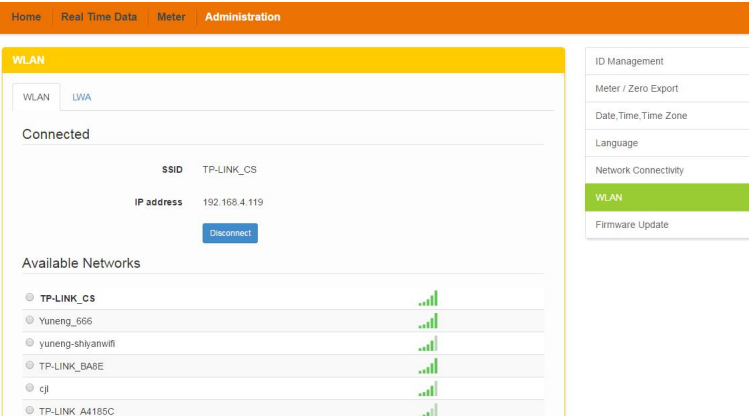 Home Real Time Data Meter Administration
WLAN
WLAN LWA
Connected
SSID TP-LINK_CS
IP address 192.168.4.119
Disconnect
Available Networks
TP-LINK_CS
Yuneng_666
yuneng-shiyanwifi
TP-LINK_BA8E
cjl
TP-LINK_A4185C
ID Management
Meter / Zero Export
Date,Time,Time Zone
Language
Network Connectivity
WLAN
Firmware Update